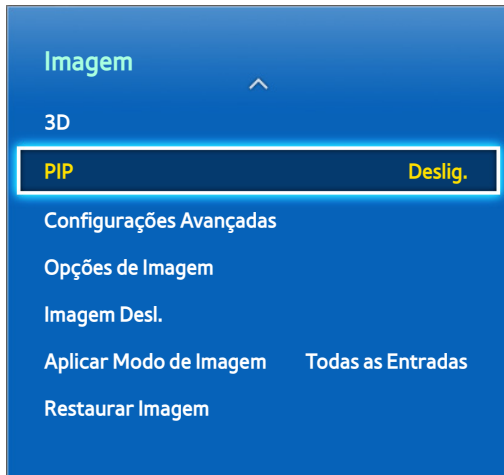 Imagem
3D
PIP Deslig.
Configurações Avançadas
Opções de Imagem
Imagem Desl.
Aplicar Modo de Imagem Todas as Entradas
Restaurar Imagem